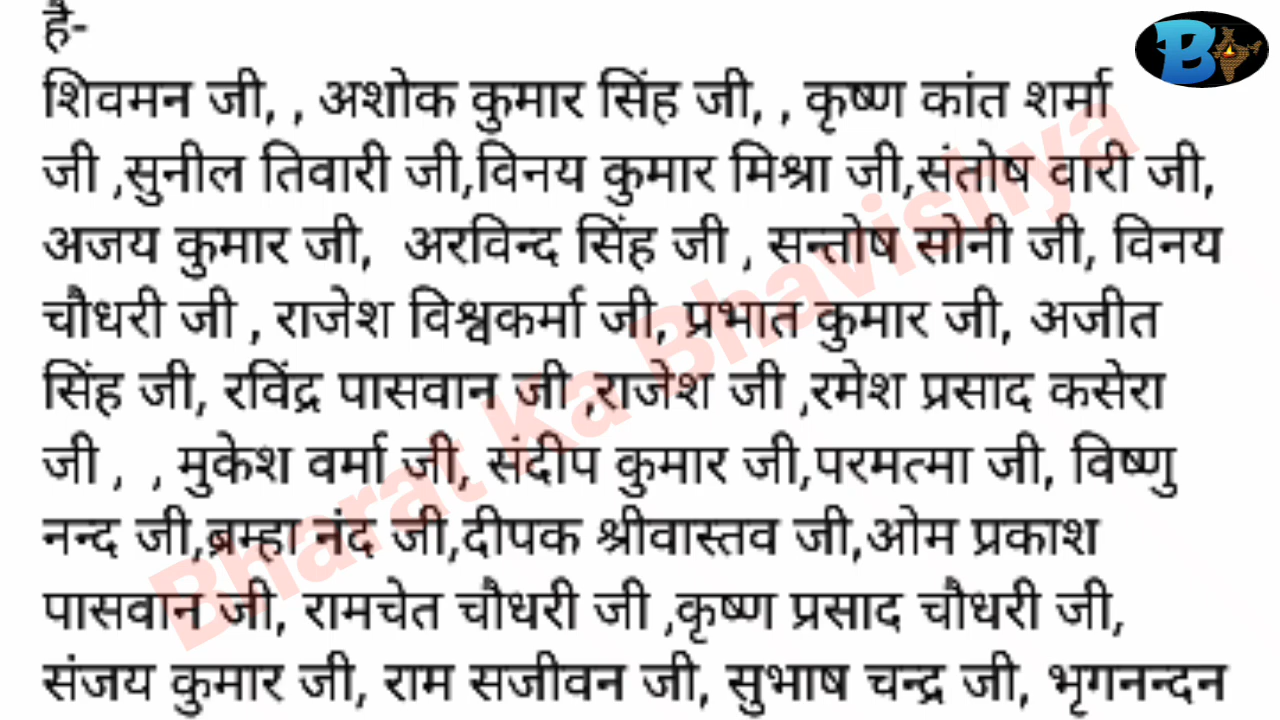 है-
शिवमन जी, , अशोक कुमार सिंह जी, , कृष्ण कांत शर्मा
जी ,सुनील तिवारी जी,विनय कुमार मिश्रा जी,संतोष वारी जी,
अजय कुमार जी, अरविन्द सिंह जी , सन्तोष सोनी जी, विनय
चौधरी जी , राजेश विश्वकर्मा जी, प्रभात कुमार जी, अजीत
सिंह जी, रविंद्र पासवान जी ,राजेश जी ,रमेश प्रसाद कसेरा
जी , , मुकेश वर्मा जी, संदीप कुमार जी,परमत्मा जी, विष्णु
नन्द जी,ब्रम्हा नंद जी,दीपक श्रीवास्तव जी,ओम प्रकाश
पासवान जी, रामचेत चौधरी जी ,कृष्ण प्रसाद चौधरी जी,
संजय कुमार जी, राम सजीवन जी, सुभाष चन्द्र जी, भृगनन्दन
Bharat Ka Bhavishya
B